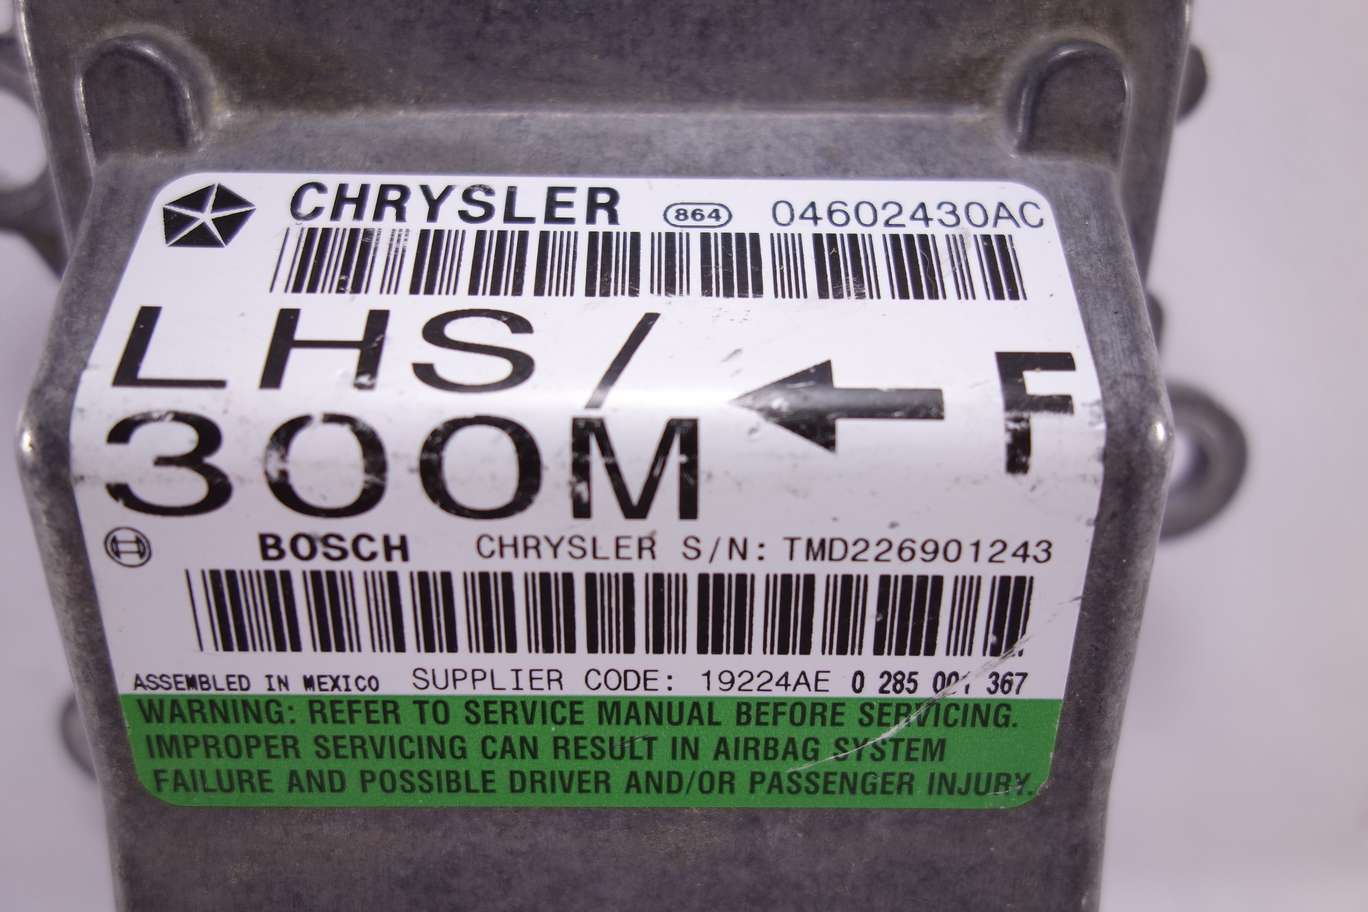 CHRYSLER 864 04602430AC
LHS/
300M
F
BOSCH CHRYSLER S/N: TMD226901243
ASSEMBLED IN MEXICO SUPPLIER CODE: 19224AE 0 285 001 367
WARNING: REFER TO SERVICE MANUAL BEFORE SERVICING.
IMPROPER SERVICING CAN RESULT IN AIRBAG SYSTEM
FAILURE AND POSSIBLE DRIVER AND/OR PASSENGER INJURY.